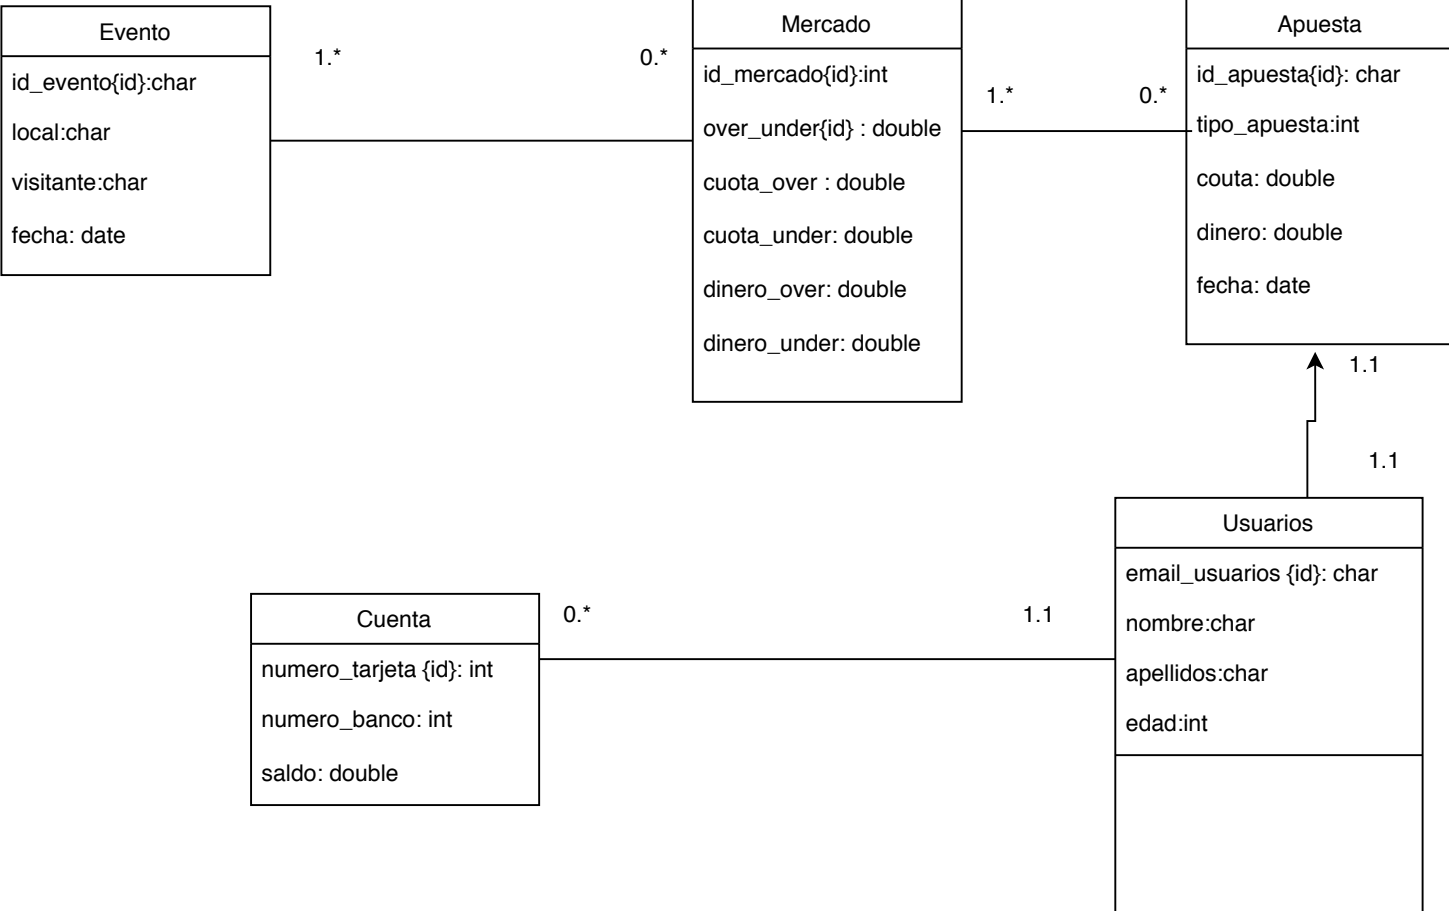 Evento
id_evento{id}:char
local:char
visitante:char
fecha: date
1.*
0.*
Mercado
id_mercado{id}:int
over_under{id} : double
cuota_over : double
cuota_under: double
dinero_over: double
dinero_under: double
1.*
0.*
Apuesta
id_apuesta{id}: char
tipo_apuesta:int
couta: double
dinero: double
fecha: date
1.1
1.1
Usuarios
email_usuarios {id}: char
nombre:char
apellidos:char
edad:int
Cuenta
numero_tarjeta {id}: int
numero_banco: int
saldo: double
0.*
1.1